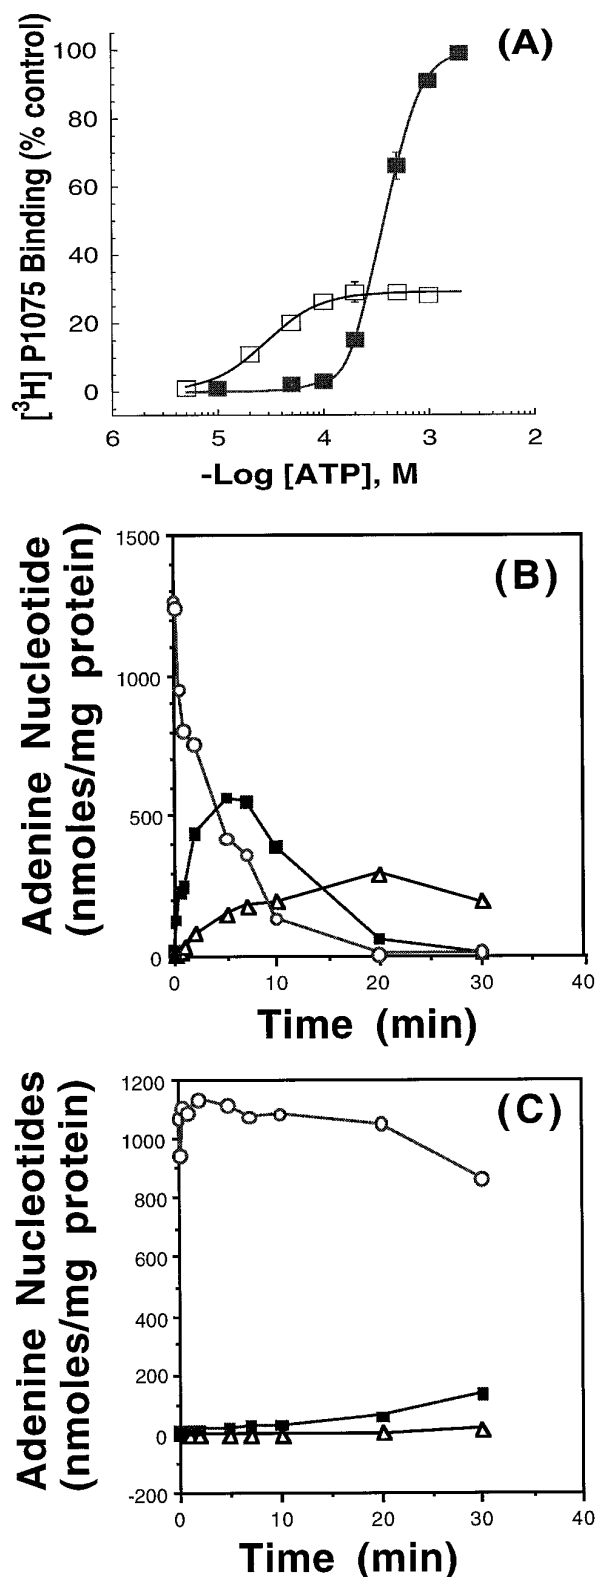 (A)
[³H] P1075 Binding (% control)
100
80
60
40
20
0
6 5 4 3 2
-Log [ATP], M
(B)
Adenine Nucleotide
(nmoles/mg protein)
1500
1000
500
0
0 10 20 30 40
Time (min)
(C)
Adenine Nucleotides
(nmoles/mg protein)
1200
1000
800
600
400
200
0
-200
0 10 20 30 40
Time (min)